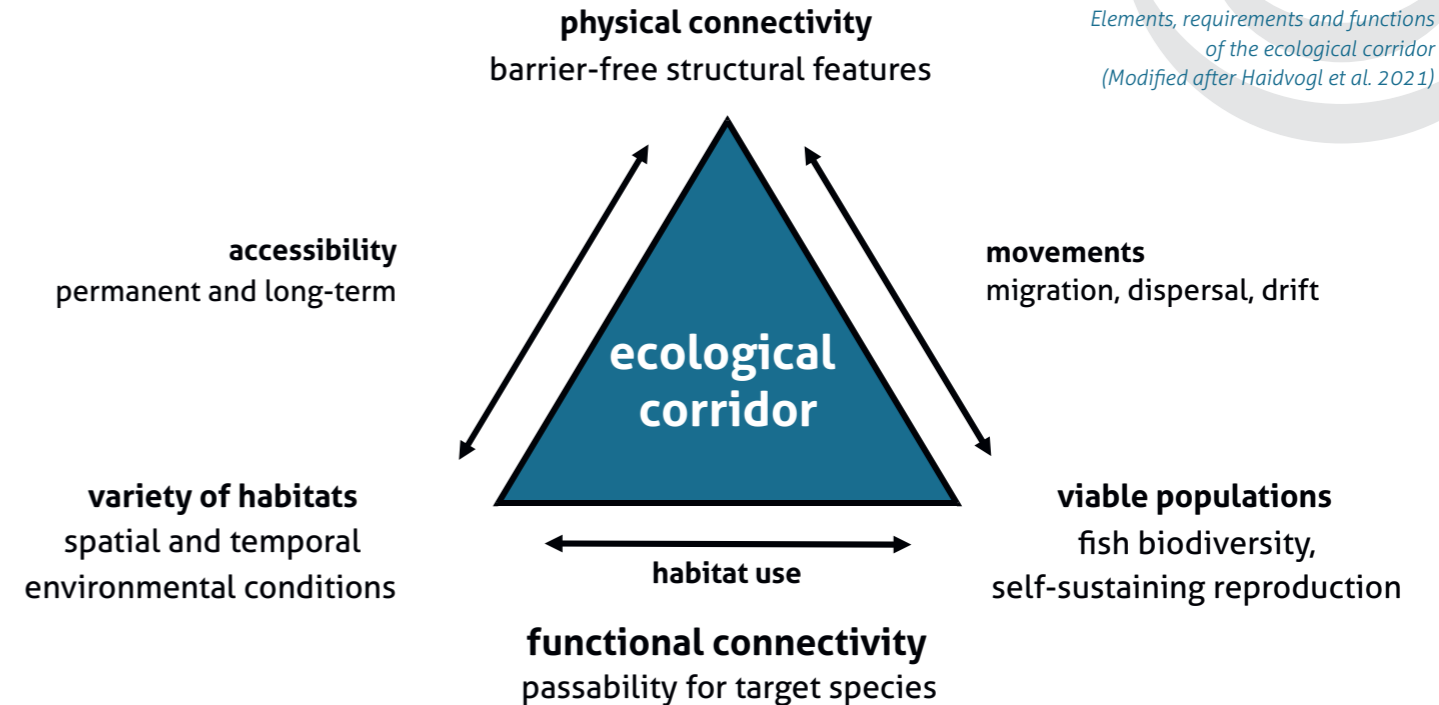 physical connectivity
barrier-free structural features
Elements, requirements and functions
of the ecological corridor
(Modified after Haidvogl et al. 2021)
accessibility
permanent and long-term
movements
migration, dispersal, drift
ecological
corridor
variety of habitats
spatial and temporal
environmental conditions
habitat use
viable populations
fish biodiversity,
self-sustaining reproduction
functional connectivity
passability for target species